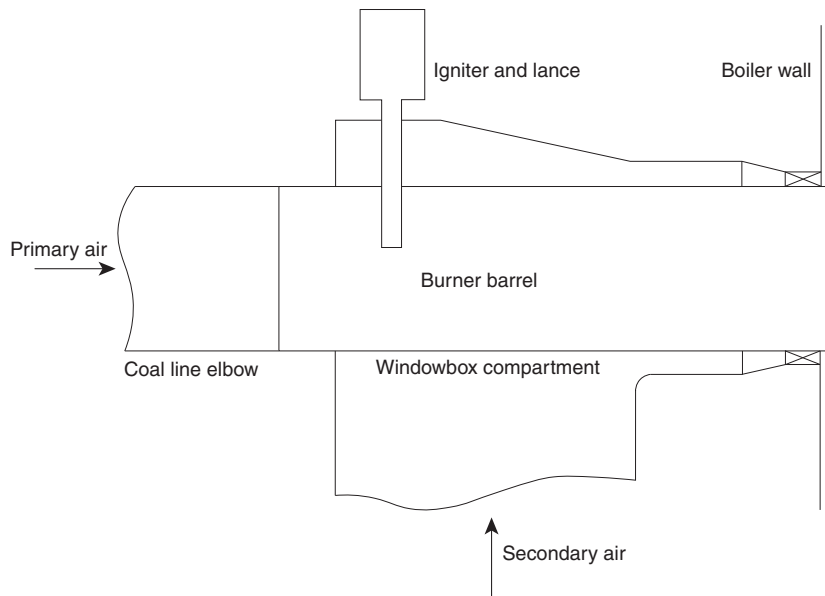 Igniter and lance
Boiler wall
Primary air
Burner barrel
Coal line elbow
Windowbox compartment
Secondary air